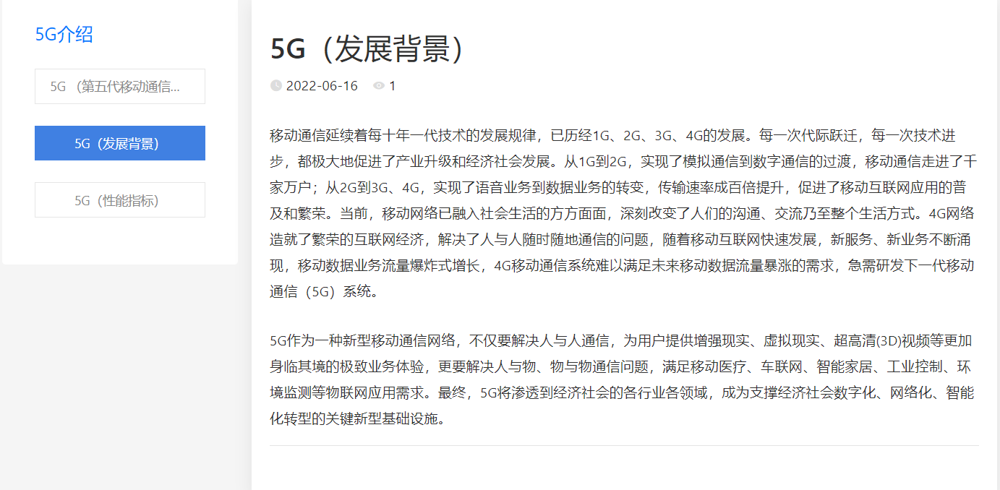 5G介绍
5G （第五代移动通信...
5G（发展背景）
5G（性能指标）
5G（发展背景）
2022-06-16 1
移动通信延续着每十年一代技术的发展规律，已历经1G、2G、3G、4G的发展。每一次代际跃迁，每一次技术进
步，都极大地促进了产业升级和经济社会发展。从1G到2G，实现了模拟通信到数字通信的过渡，移动通信走进了千
家万户；从2G到3G、4G，实现了语音业务到数据业务的转变，传输速率成百倍提升，促进了移动互联网应用的普
及和繁荣。当前，移动网络已融入社会生活的方方面面，深刻改变了人们的沟通、交流乃至整个生活方式。4G网络
造就了繁荣的互联网经济，解决了人与人随时随地通信的问题，随着移动互联网快速发展，新服务、新业务不断涌
现，移动数据业务流量爆炸式增长，4G移动通信系统难以满足未来移动数据流量暴涨的需求，急需研发下一代移动
通信（5G）系统。
5G作为一种新型移动通信网络，不仅要解决人与人通信，为用户提供增强现实、虚拟现实、超高清(3D)视频等更加
身临其境的极致业务体验，更要解决人与物、物与物通信问题，满足移动医疗、车联网、智能家居、工业控制、环
境监测等物联网应用需求。最终，5G将渗透到经济社会的各行业各领域，成为支撑经济社会数字化、网络化、智能
化转型的关键新型基础设施。